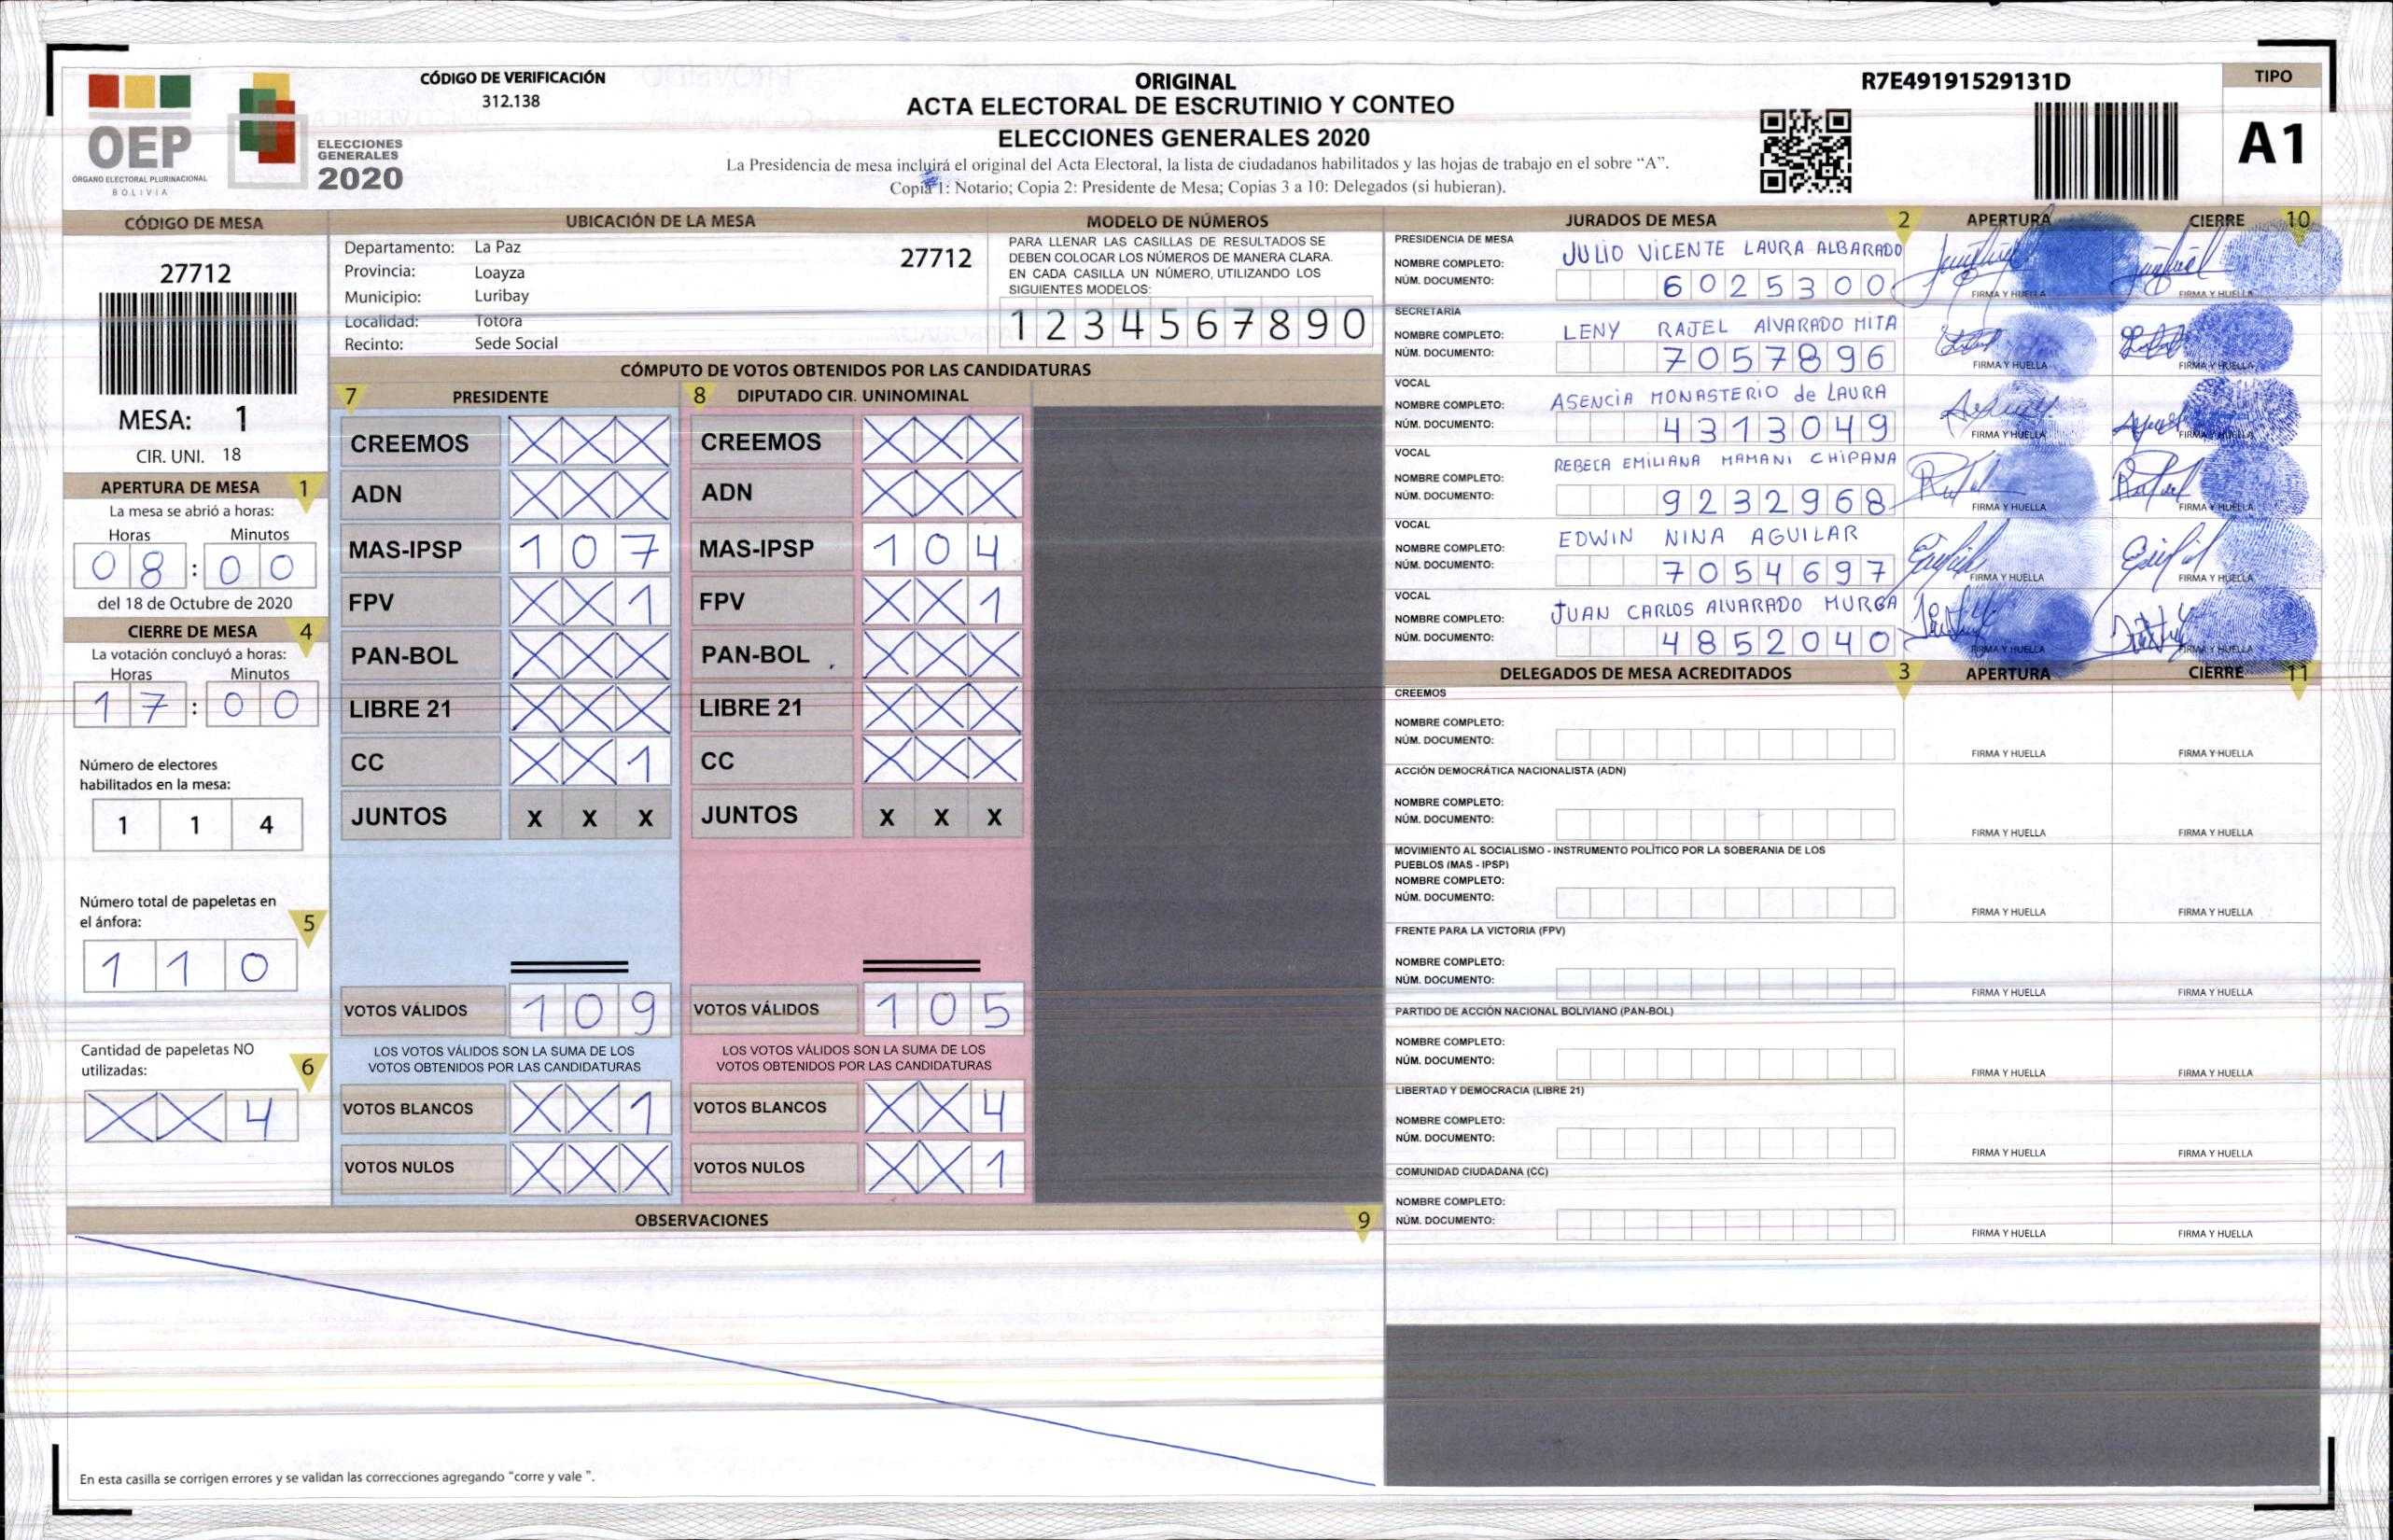 OEP
ÓRGANO ELECTORAL PLURINACIONAL
BOLIVIA
ELECCIONES
GENERALES
2020
CÓDIGO DE VERIFICACIÓN
312.138
ORIGINAL
ACTA ELECTORAL DE ESCRUTINIO Y CONTEO
ELECCIONES GENERALES 2020
La Presidencia de mesa incluirá el original del Acta Electoral, la lista de ciudadanos habilitados y las hojas de trabajo en el sobre “A”.
Copia 1: Notario; Copia 2: Presidente de Mesa; Copias 3 a 10: Delegados (si hubieran).
R7E49191529131D
TIPO
A1
CÓDIGO DE MESA
27712
MESA: 1
CIR. UNI. 18
APERTURA DE MESA 1
La mesa se abrió a horas:
Horas Minutos
08:00
del 18 de Octubre de 2020
CIERRE DE MESA 4
La votación concluyó a horas:
Horas Minutos
17:00
Número de electores
habilitados en la mesa:
1 1 4
Número total de papeletas en
el ánfora: 5
1 1 0
Cantidad de papeletas NO
utilizadas: 6
X X 4
UBICACIÓN DE LA MESA
Departamento: La Paz
Provincia: Loayza
Municipio: Luribay
Localidad: Totora
Recinto: Sede Social
27712
MODELO DE NÚMEROS
PARA LLENAR LAS CASILLAS DE RESULTADOS SE
DEBEN COLOCAR LOS NÚMEROS DE MANERA CLARA.
EN CADA CASILLA UN NÚMERO, UTILIZANDO LOS
SIGUIENTES MODELOS:
1 2 3 4 5 6 7 8 9 0
CÓMPUTO DE VOTOS OBTENIDOS POR LAS CANDIDATURAS
7 PRESIDENTE
CREEMOS X X X
ADN X X X
MAS-IPSP 1 0 7
FPV X X 1
PAN-BOL X X X
LIBRE 21 X X X
CC X X 1
JUNTOS X X X
VOTOS VÁLIDOS 1 0 9
LOS VOTOS VÁLIDOS SON LA SUMA DE LOS
VOTOS OBTENIDOS POR LAS CANDIDATURAS
VOTOS BLANCOS X X 1
VOTOS NULOS X X X
8 DIPUTADO CIR. UNINOMINAL
CREEMOS X X X
ADN X X X
MAS-IPSP 1 0 4
FPV X X 1
PAN-BOL X X X
LIBRE 21 X X X
CC X X X
JUNTOS X X X
VOTOS VÁLIDOS 1 0 5
LOS VOTOS VÁLIDOS SON LA SUMA DE LOS
VOTOS OBTENIDOS POR LAS CANDIDATURAS
VOTOS BLANCOS X X 4
VOTOS NULOS X X 1
OBSERVACIONES 9
En esta casilla se corrigen errores y se validan las correcciones agregando “corre y vale ”.
JURADOS DE MESA 2 APERTURA CIERRE 10
PRESIDENCIA DE MESA
NOMBRE COMPLETO: JULIO VICENTE LAURA ALBARADO
NÚM. DOCUMENTO: 6025300
FIRMA Y HUELLA FIRMA Y HUELLA
SECRETARIA
NOMBRE COMPLETO: LENY RAJEL ALVARADO MITA
NÚM. DOCUMENTO: 7057896
FIRMA Y HUELLA FIRMA Y HUELLA
VOCAL
NOMBRE COMPLETO: ASENCIA MONASTERIO de LAURA
NÚM. DOCUMENTO: 4313049
FIRMA Y HUELLA FIRMA Y HUELLA
VOCAL
NOMBRE COMPLETO: REBECA EMILIANA MAMANI CHIPANA
NÚM. DOCUMENTO: 9232968
FIRMA Y HUELLA FIRMA Y HUELLA
VOCAL
NOMBRE COMPLETO: EDWIN NINA AGUILAR
NÚM. DOCUMENTO: 7054697
FIRMA Y HUELLA FIRMA Y HUELLA
VOCAL
NOMBRE COMPLETO: JUAN CARLOS ALVARADO MURGA
NÚM. DOCUMENTO: 4852040
FIRMA Y HUELLA FIRMA Y HUELLA
DELEGADOS DE MESA ACREDITADOS 3 APERTURA CIERRE 11
CREEMOS
NOMBRE COMPLETO:
NÚM. DOCUMENTO:
FIRMA Y HUELLA FIRMA Y HUELLA
ACCIÓN DEMOCRÁTICA NACIONALISTA (ADN)
NOMBRE COMPLETO:
NÚM. DOCUMENTO:
FIRMA Y HUELLA FIRMA Y HUELLA
MOVIMIENTO AL SOCIALISMO - INSTRUMENTO POLÍTICO POR LA SOBERANIA DE LOS
PUEBLOS (MAS - IPSP)
NOMBRE COMPLETO:
NÚM. DOCUMENTO:
FIRMA Y HUELLA FIRMA Y HUELLA
FRENTE PARA LA VICTORIA (FPV)
NOMBRE COMPLETO:
NÚM. DOCUMENTO:
FIRMA Y HUELLA FIRMA Y HUELLA
PARTIDO DE ACCIÓN NACIONAL BOLIVIANO (PAN-BOL)
NOMBRE COMPLETO:
NÚM. DOCUMENTO:
FIRMA Y HUELLA FIRMA Y HUELLA
LIBERTAD Y DEMOCRACIA (LIBRE 21)
NOMBRE COMPLETO:
NÚM. DOCUMENTO:
FIRMA Y HUELLA FIRMA Y HUELLA
COMUNIDAD CIUDADANA (CC)
NOMBRE COMPLETO:
NÚM. DOCUMENTO:
FIRMA Y HUELLA FIRMA Y HUELLA